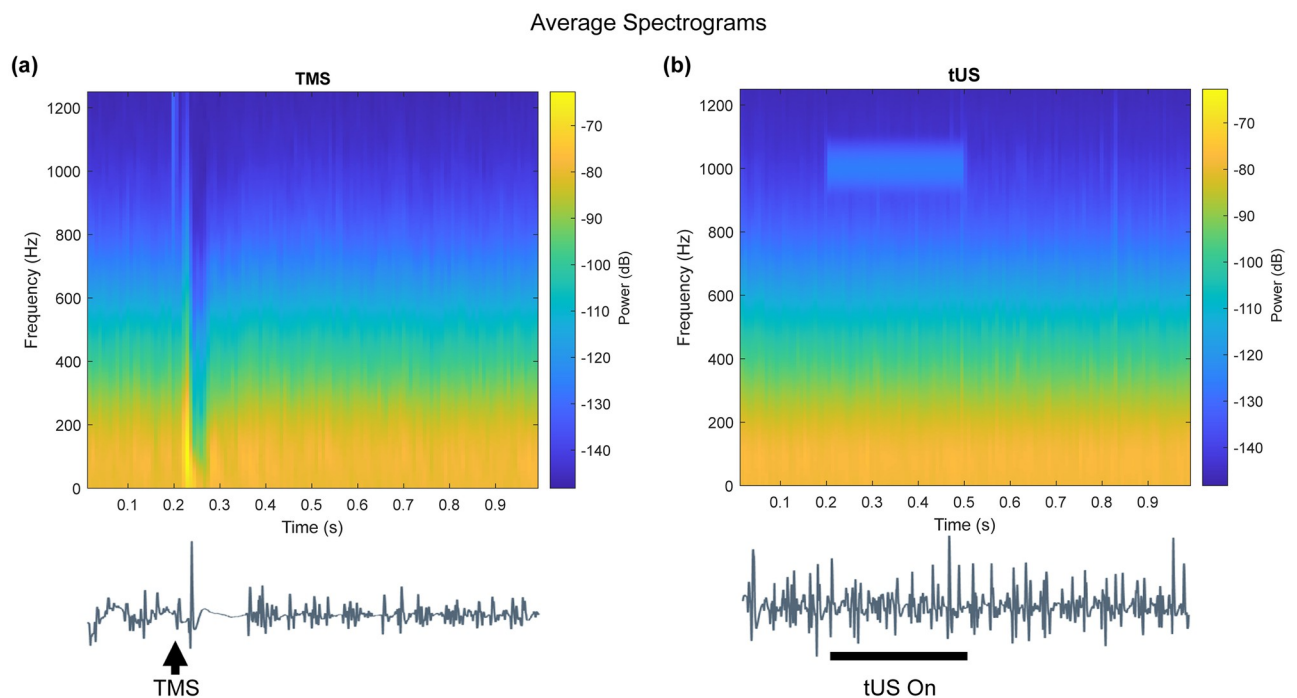 Average Spectrograms
(a)
TMS
1200
1000
800
600
400
200
0
Frequency (Hz)
0.1 0.2 0.3 0.4 0.5 0.6 0.7 0.8 0.9
Time (s)
-70
-80
-90
-100
-110
-120
-130
-140
Power (dB)
TMS
(b)
tUS
1200
1000
800
600
400
200
0
Frequency (Hz)
0.1 0.2 0.3 0.4 0.5 0.6 0.7 0.8 0.9
Time (s)
-70
-80
-90
-100
-110
-120
-130
-140
Power (dB)
tUS On